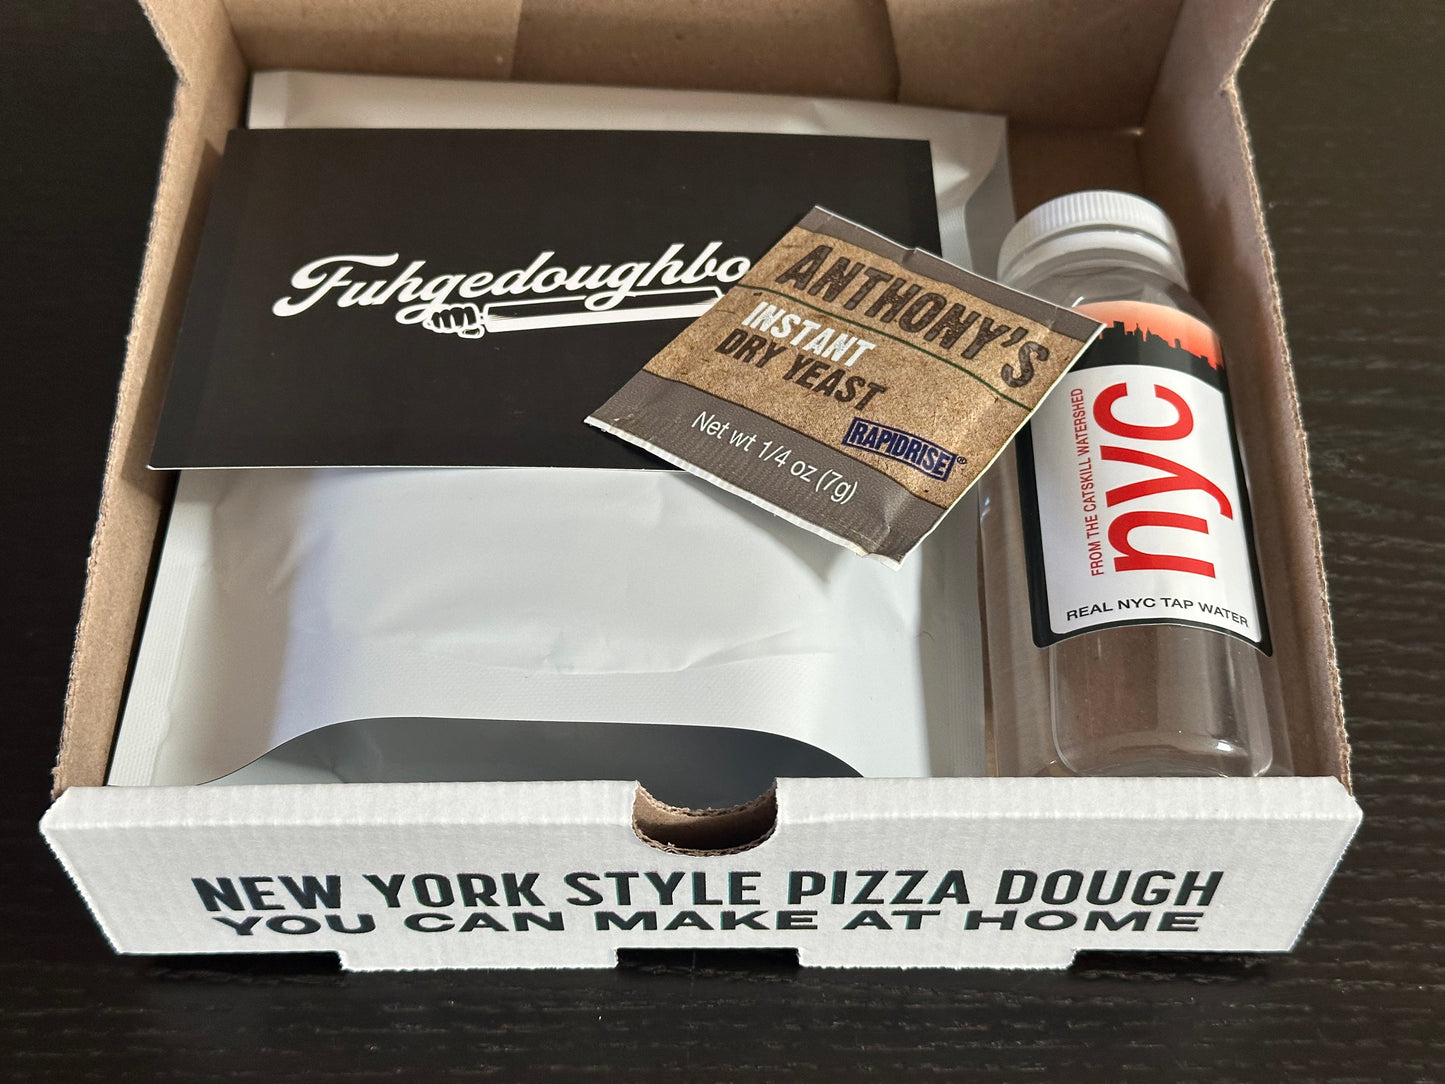 Fuhgedoughbo
ANTHONY'S
INSTANT
DRY YEAST
RAPIDRISE®
Net wt 1/4 oz (7g)
FROM THE CATSKILL WATERSHED
nyc
REAL NYC TAP WATER
NEW YORK STYLE PIZZA DOUGH
YOU CAN MAKE AT HOME